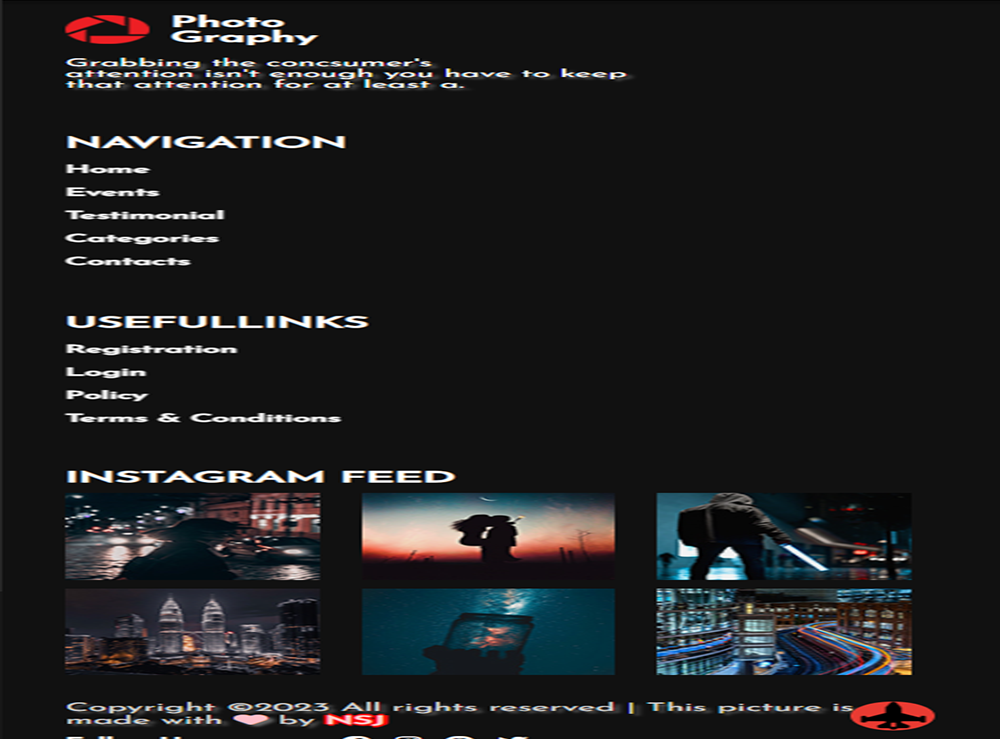 Photo
Graphy
Grabbing the concsumer's
attention isn't enough you have to keep
that attention for at least a.
NAVIGATION
Home
Events
Testimonial
Categories
Contacts
USEFULLINKS
Registration
Login
Policy
Terms & Conditions
INSTAGRAM FEED
Copyright ©2023 All rights reserved | This picture is
made with by NSJ